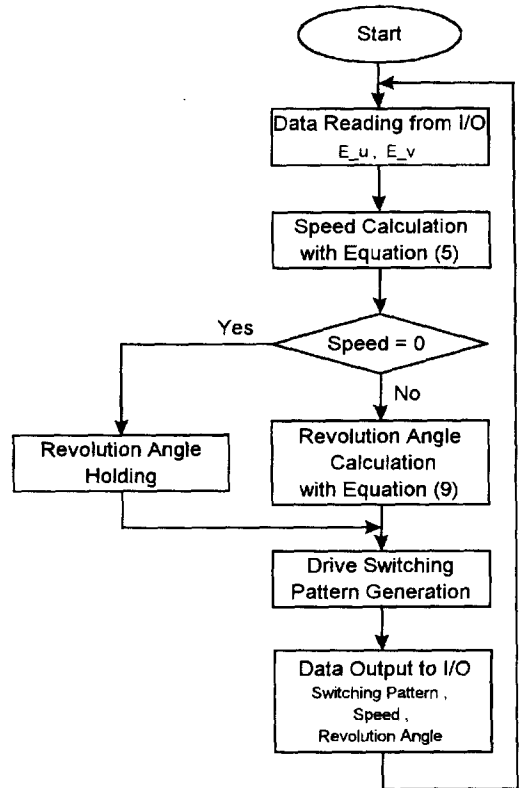 Start
Data Reading from I/O
E_u , E_v
Speed Calculation
with Equation (5)
Speed = 0
Yes
No
Revolution Angle
Holding
Revolution Angle
Calculation
with Equation (9)
Drive Switching
Pattern Generation
Data Output to I/O
Switching Pattern ,
Speed ,
Revolution Angle